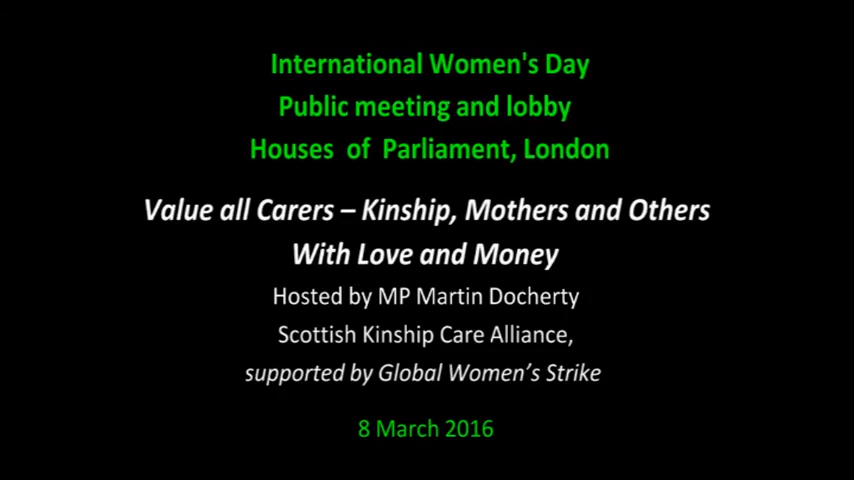 International Women's Day
Public meeting and lobby
Houses of Parliament, London
Value all Carers – Kinship, Mothers and Others
With Love and Money
Hosted by MP Martin Docherty
Scottish Kinship Care Alliance,
supported by Global Women’s Strike
8 March 2016